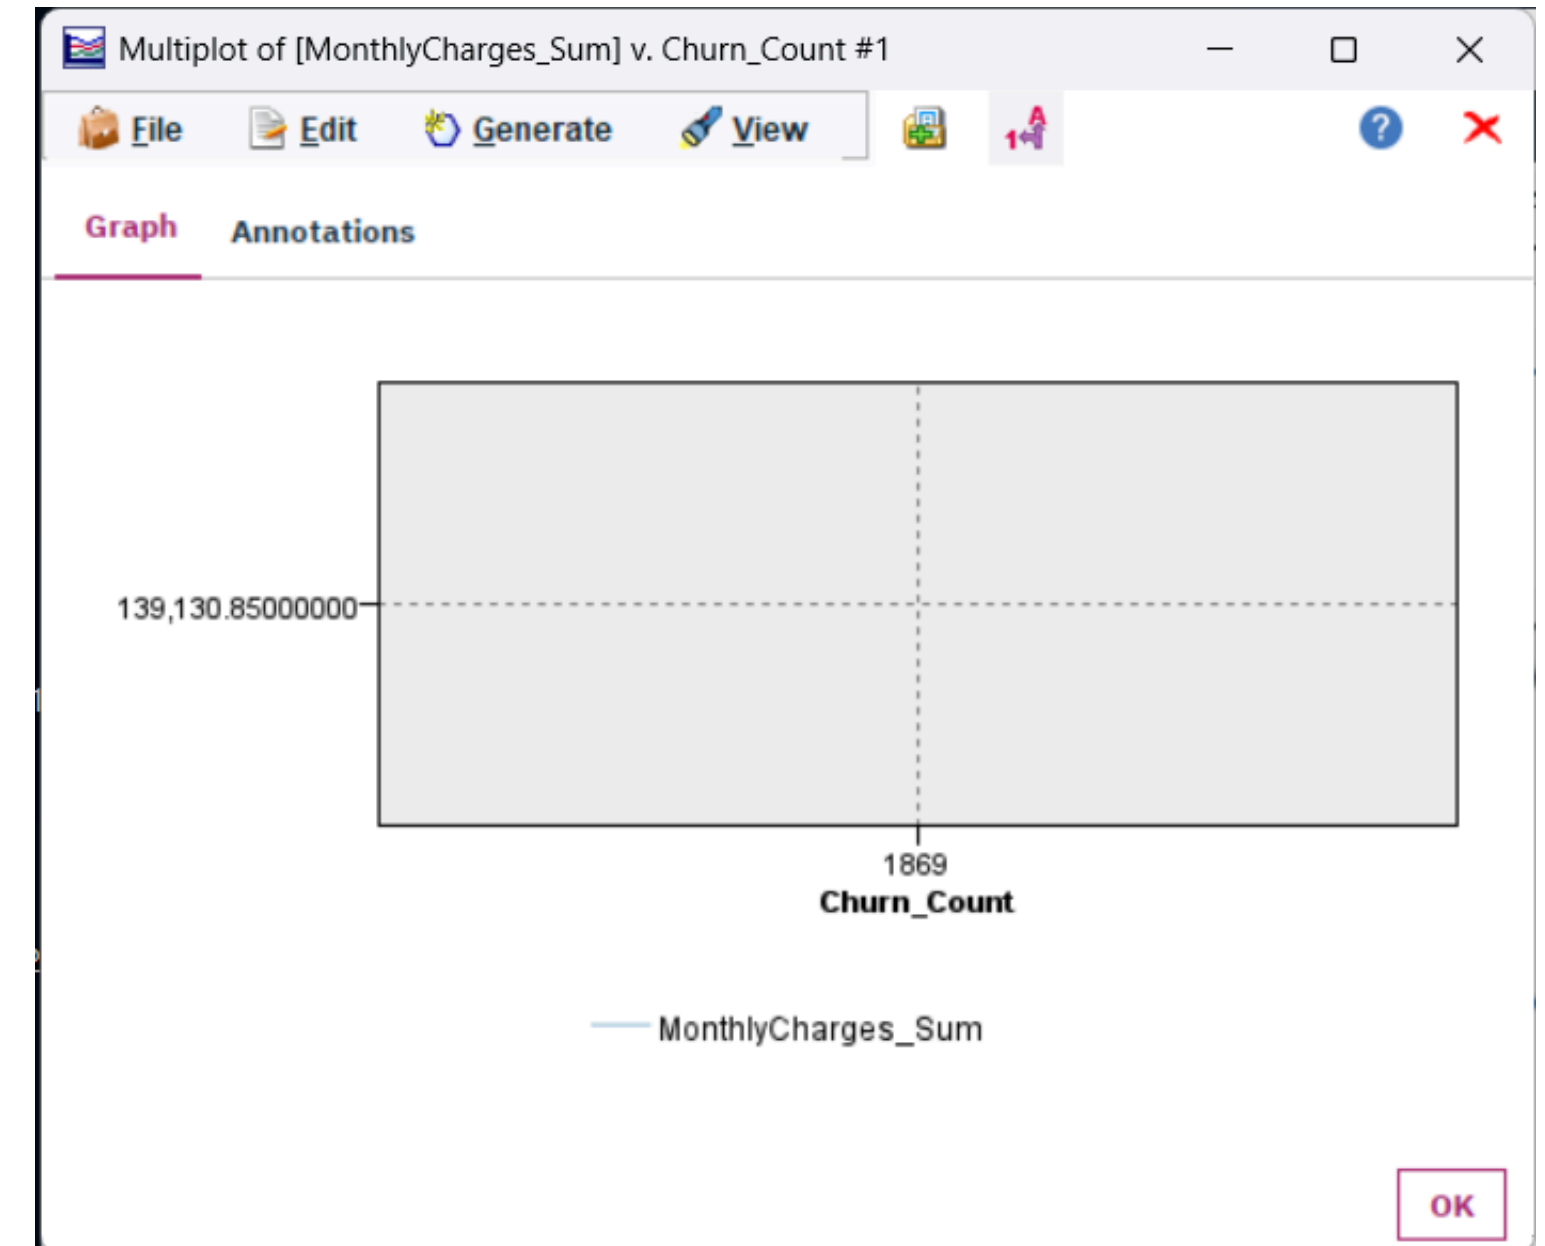 Multiplot of [MonthlyCharges_Sum] v. Churn_Count #1
File Edit Generate View
Graph Annotations
139,130.85000000
1869
Churn_Count
MonthlyCharges_Sum
OK